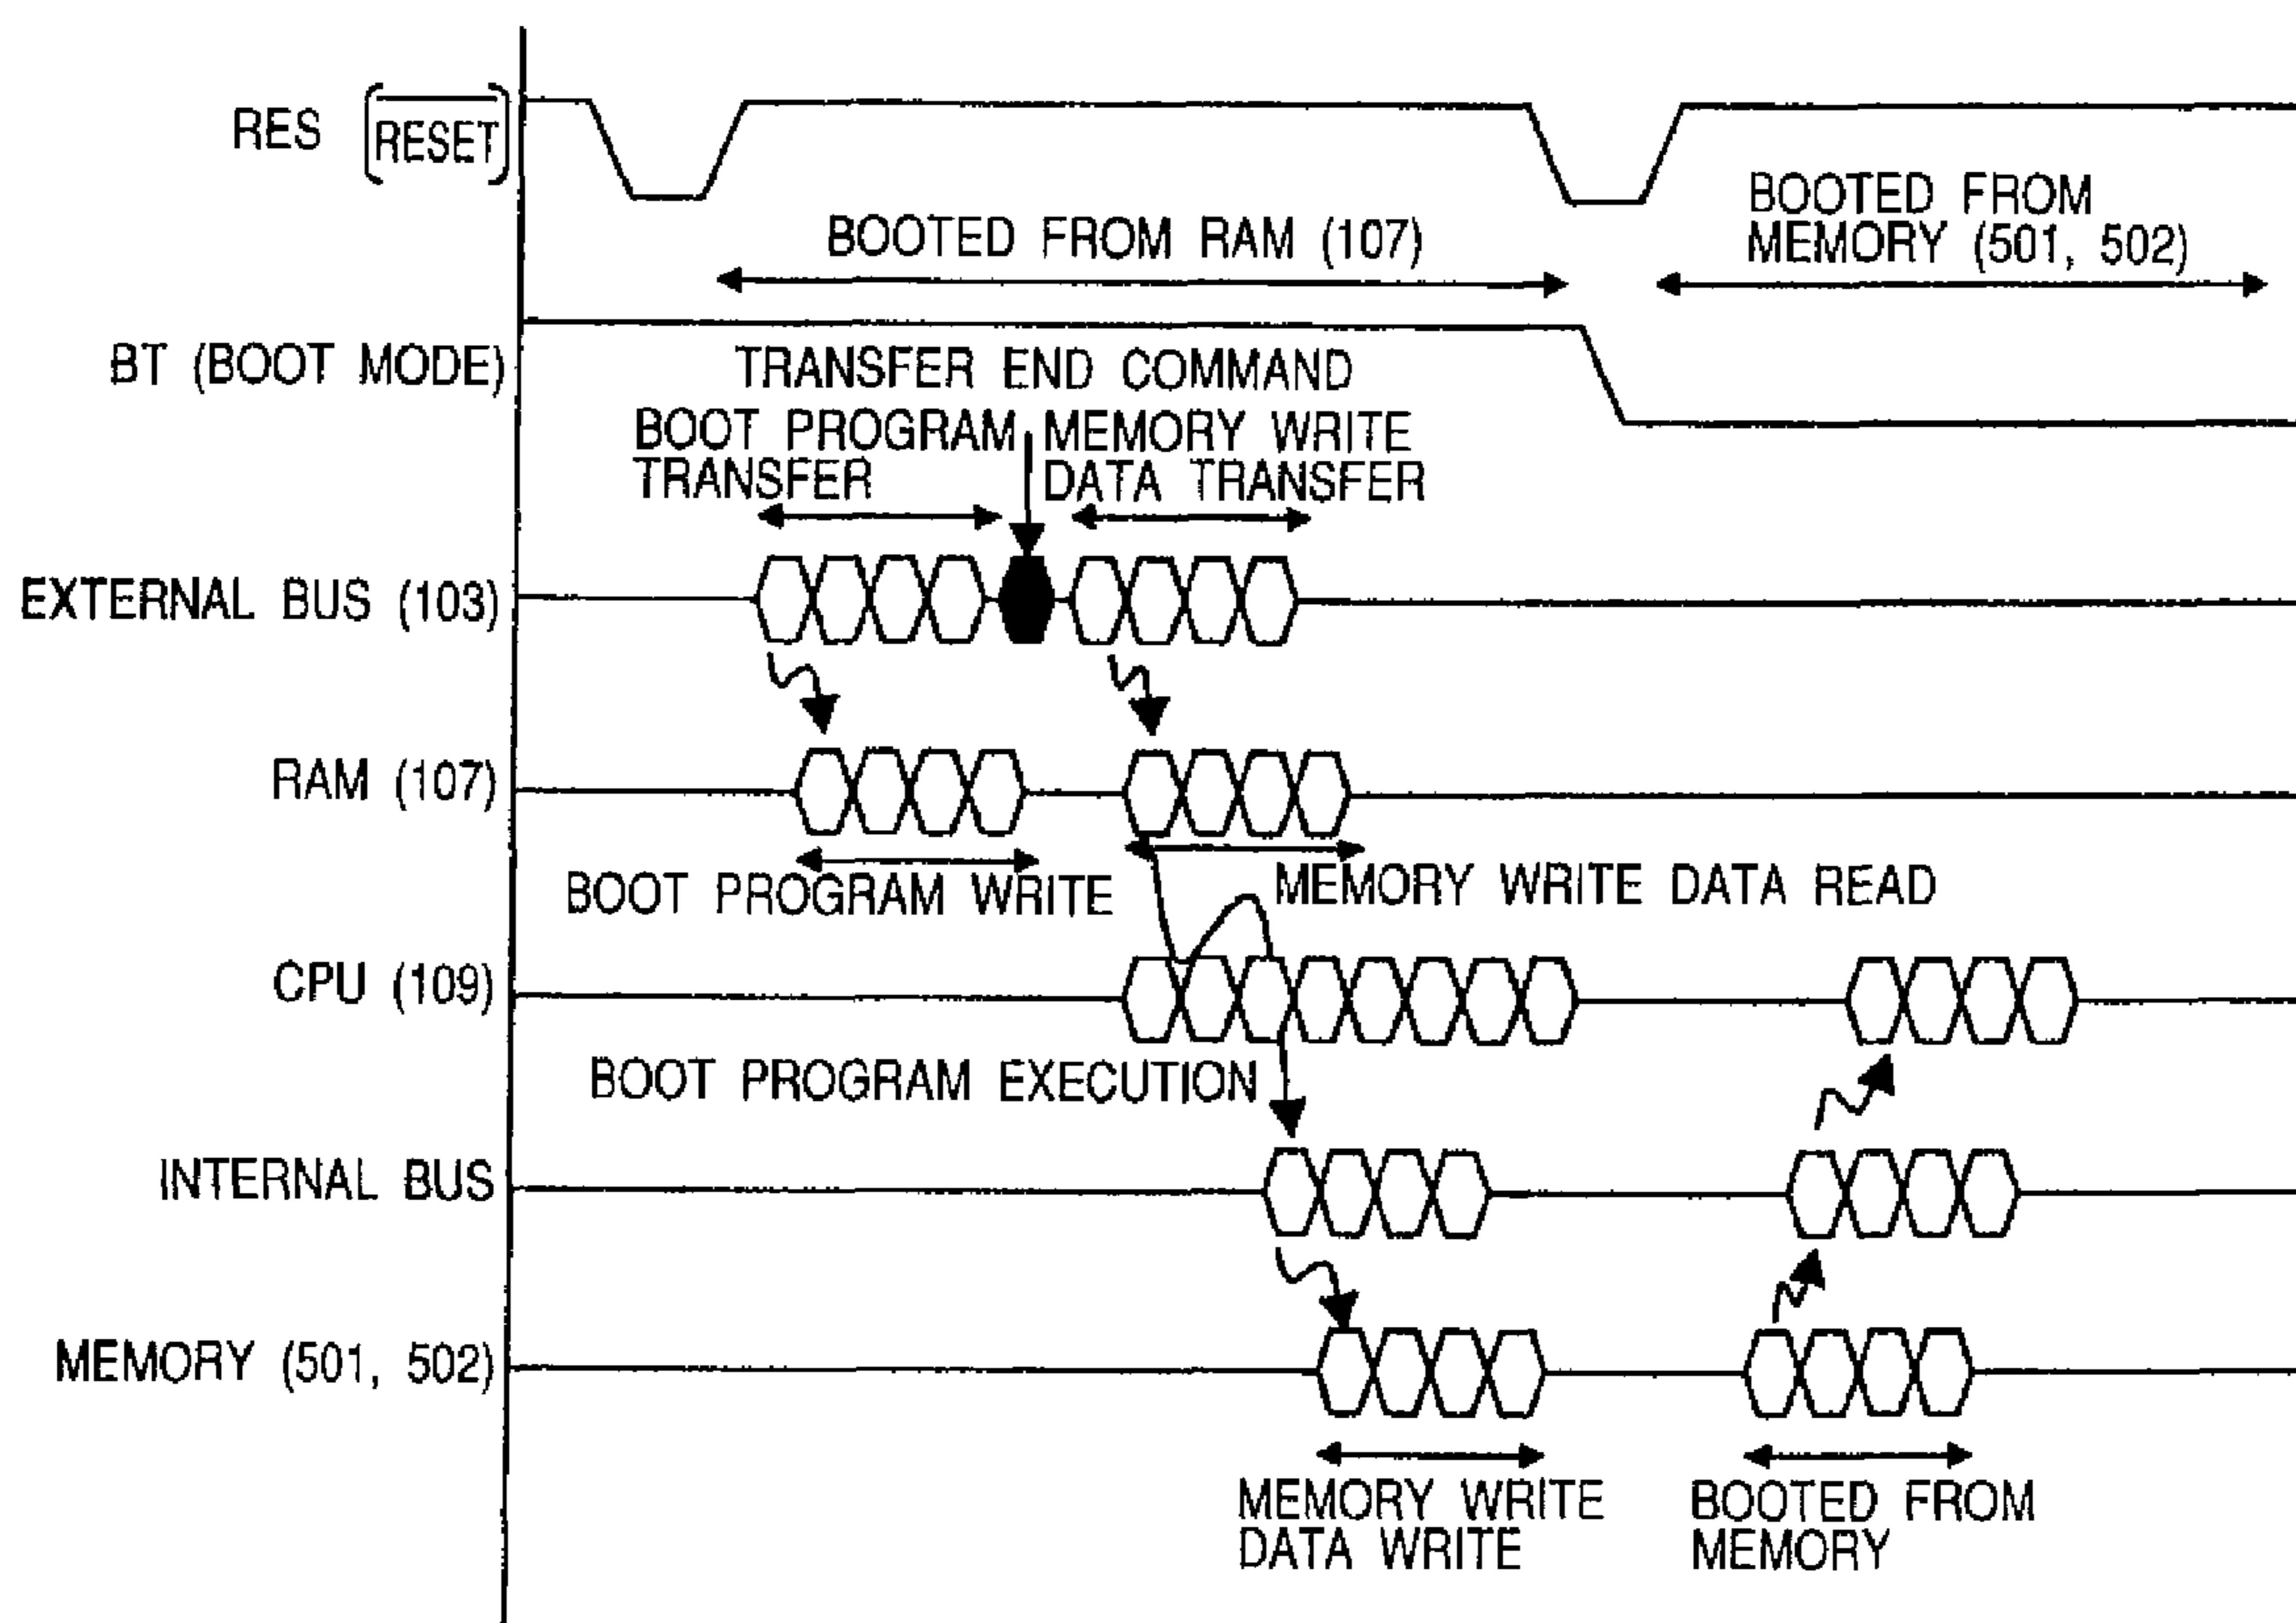 RES (RESET)
BOOTED FROM RAM (107)
BOOTED FROM
MEMORY (501, 502)
BT (BOOT MODE)
TRANSFER END COMMAND
BOOT PROGRAM
TRANSFER
MEMORY WRITE
DATA TRANSFER
EXTERNAL BUS (103)
RAM (107)
BOOT PROGRAM WRITE
MEMORY WRITE DATA READ
CPU (109)
BOOT PROGRAM EXECUTION
INTERNAL BUS
MEMORY (501, 502)
MEMORY WRITE
DATA WRITE
BOOTED FROM
MEMORY